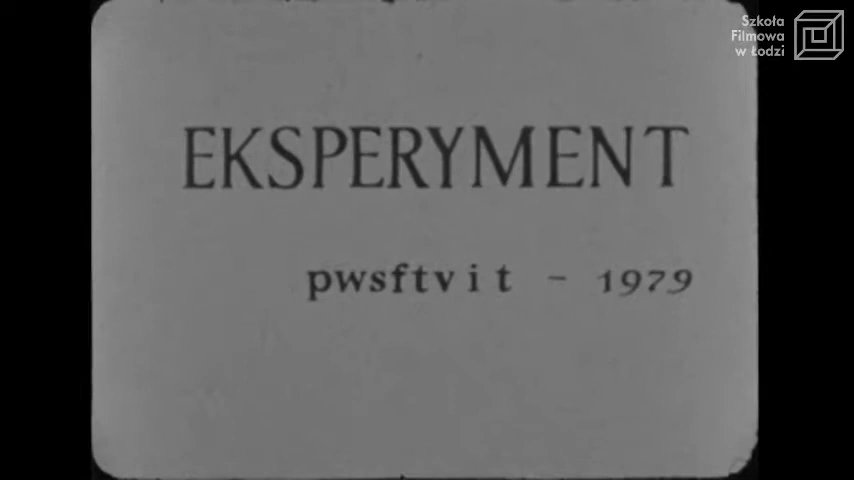 Szkoła
Filmowa
w Łodzi
EKSPERYMENT
pwsftvit - 1979